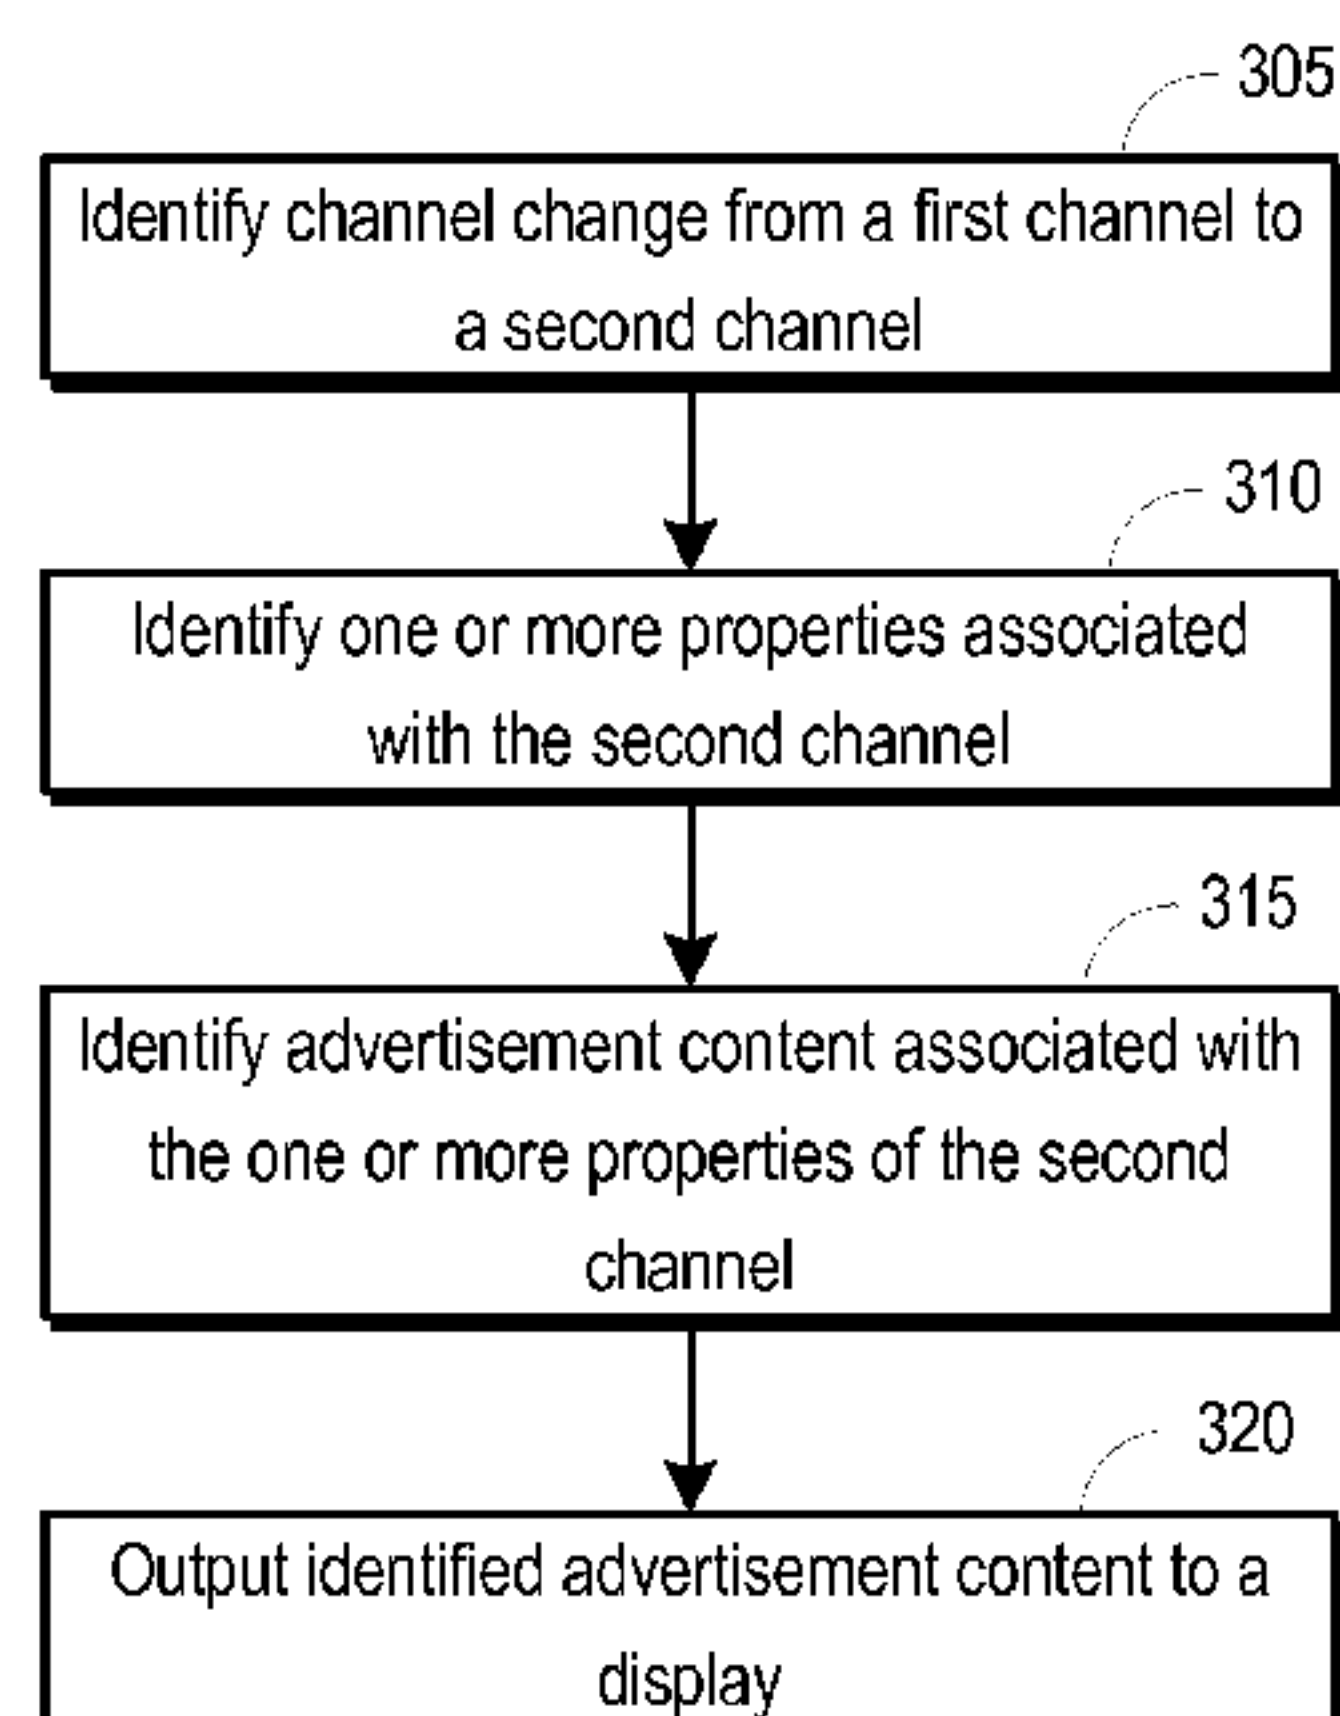 305
Identify channel change from a first channel to
a second channel
310
Identify one or more properties associated
with the second channel
315
Identify advertisement content associated with
the one or more properties of the second
channel
320
Output identified advertisement content to a
display